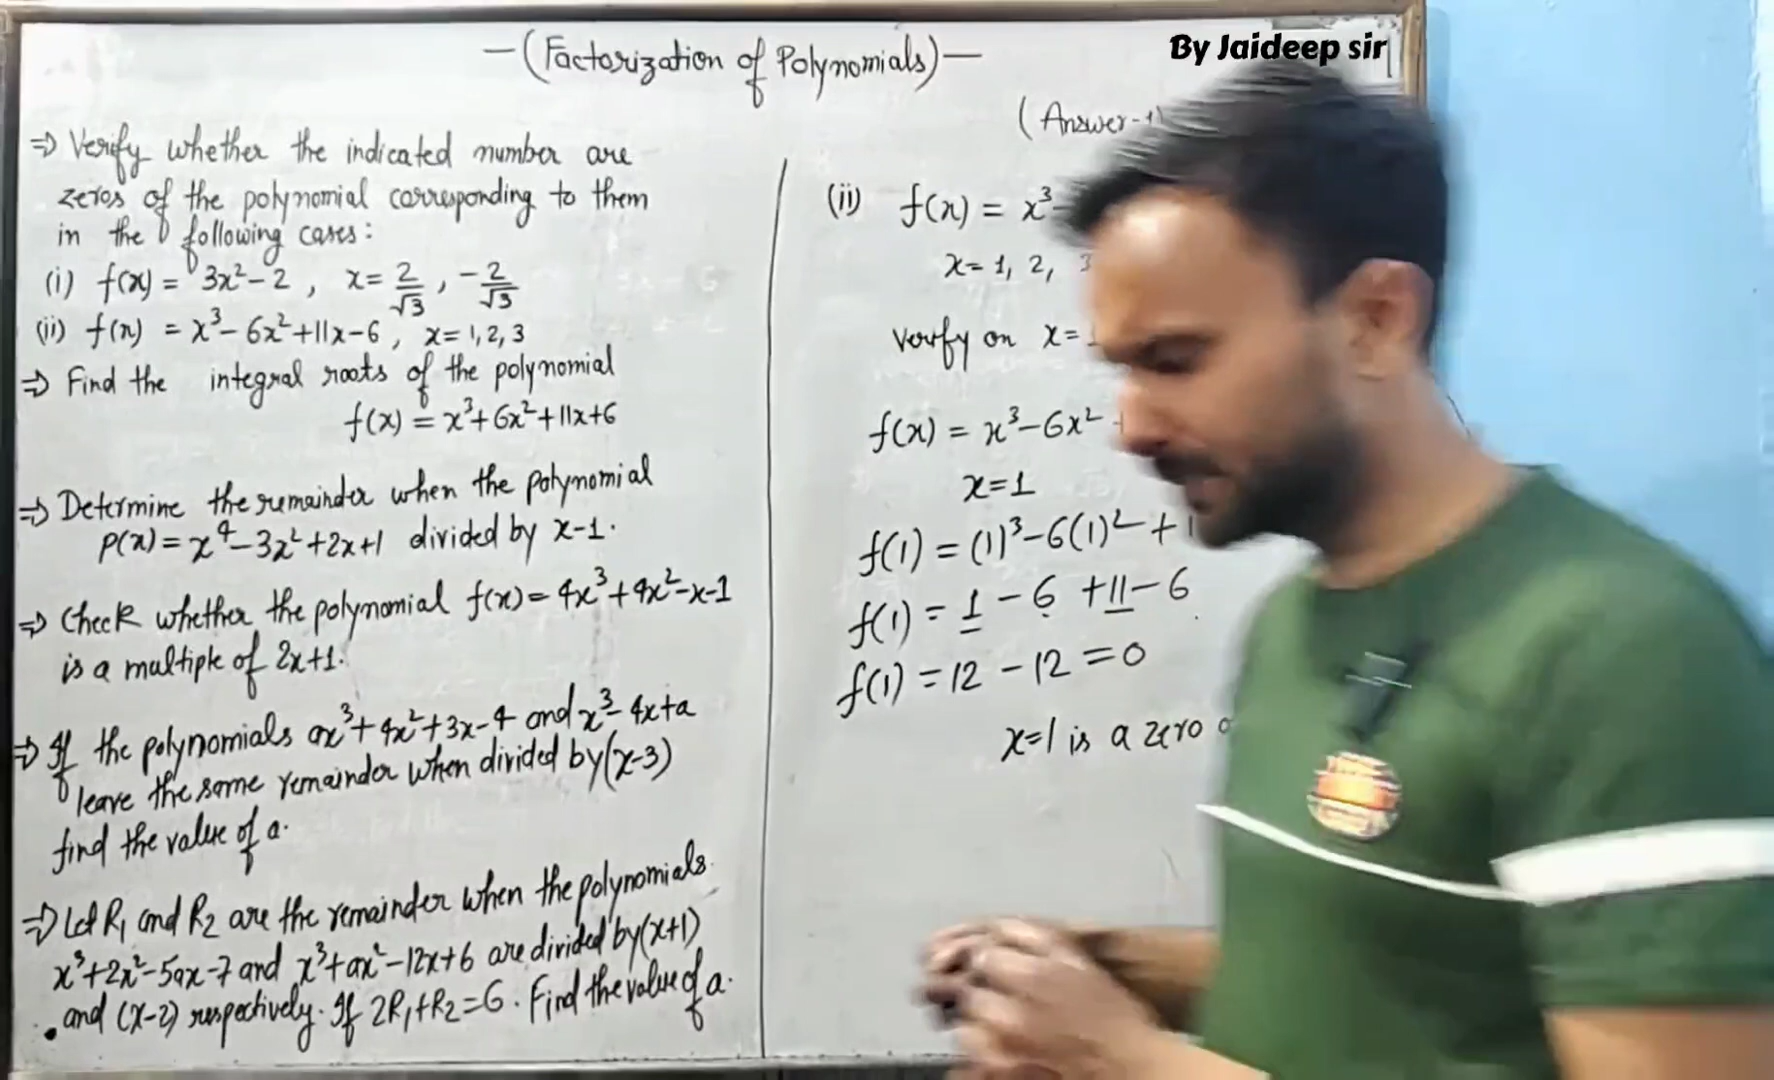 —(Factorization of Polynomials)—
By Jaideep sir
⇒ Verify whether the indicated number are
zeros of the polynomial corresponding to them
in the following cases:
(i) f(x) = 3x²-2 , x= 2/√3 , -2/√3
(ii) f(x) = x³-6x²+11x-6 , x= 1,2,3
⇒ Find the integral roots of the polynomial
f(x) = x³+6x²+11x+6
⇒ Determine the remainder when the polynomial
P(x) = x⁴-3x²+2x+1 divided by x-1.
⇒ Check whether the polynomial f(x)= 4x³+4x²-x-1
is a multiple of 2x+1.
⇒ If the polynomials ax³+4x²+3x-4 and x³-4x+a
leave the same remainder when divided by (x-3)
find the value of a.
⇒ Let R₁ and R₂ are the remainder when the polynomials
x³+2x²-5ax-7 and x³+ax²-12x+6 are divided by (x+1)
and (x-2) respectively. If 2R₁+R₂=6. Find the value of a.
(Answer-1)
(ii) f(x) = x³-
x= 1, 2, 3
Verify on x=1
f(x) = x³-6x²
x=1
f(1) = (1)³-6(1)²+1
f(1) = 1 - 6 +11 - 6
f(1) = 12 - 12 = 0
x=1 is a zero